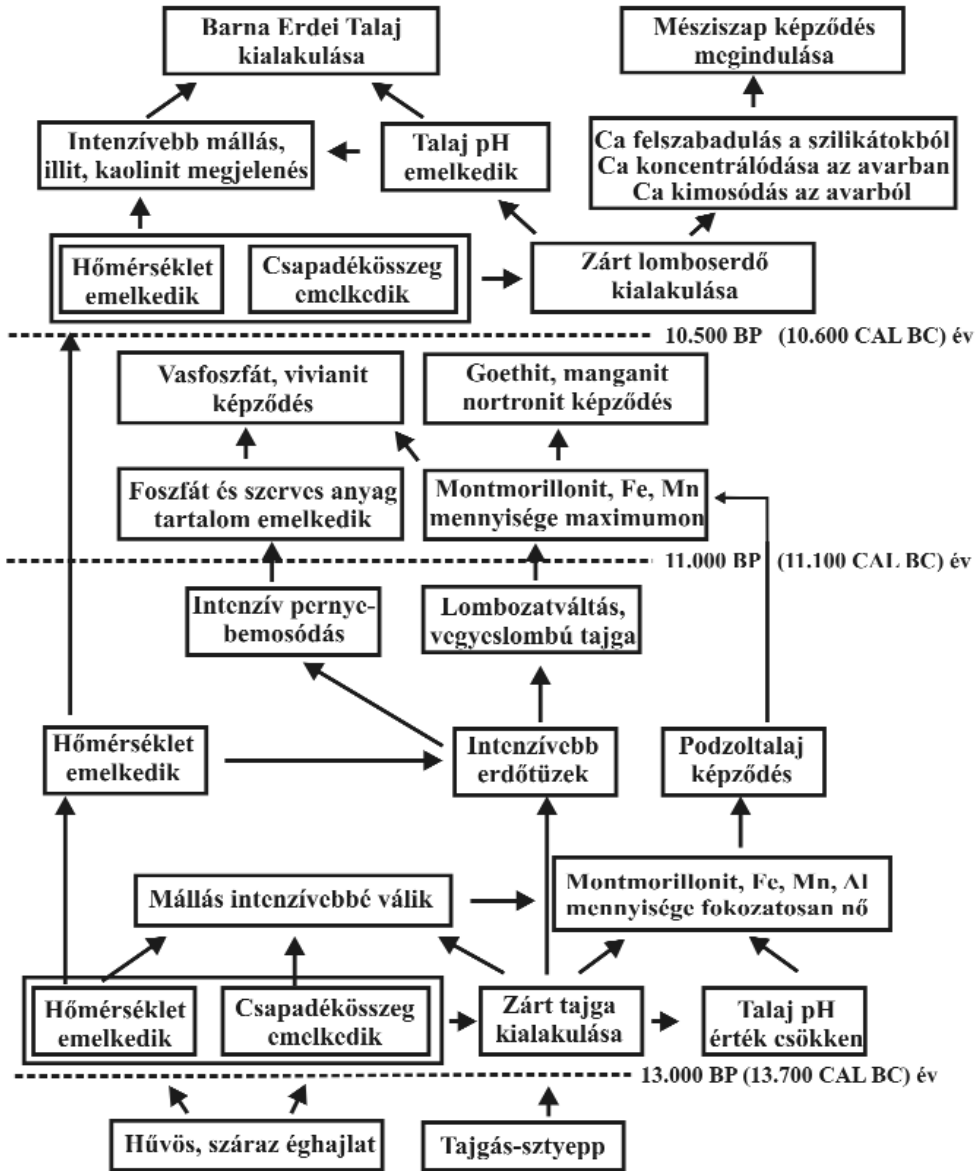 Barna Erdei Talaj
kialakulása
Mésziszap képződés
megindulása
Intenzívebb mállás,
illit, kaolinit megjelenés
Talaj pH
emelkedik
Ca felszabadulás a szilikátokból
Ca koncentrálódása az avarban
Ca kimosódás az avarból
Hőmérséklet
emelkedik
Csapadékösszeg
emelkedik
Zárt lomboserdő
kialakulása
10.500 BP (10.600 CAL BC) év
Vasfoszfát, vivianit
képződés
Goethit, manganit
nortronit képződés
Foszfát és szerves anyag
tartalom emelkedik
Montmorillonit, Fe, Mn
mennyisége maximumon
11.000 BP (11.100 CAL BC) év
Intenzív pernye-
bemosódás
Lombozatváltás,
vegyeslombú tajga
Hőmérséklet
emelkedik
Intenzívebb
erdőtüzek
Podzoltalaj
képződés
Mállás intenzívebbé válik
Montmorillonit, Fe, Mn, Al
mennyisége fokozatosan nő
Hőmérséklet
emelkedik
Csapadékösszeg
emelkedik
Zárt tajga
kialakulása
Talaj pH
érték csökken
13.000 BP (13.700 CAL BC) év
Hűvös, száraz éghajlat
Tajgás-sztyepp